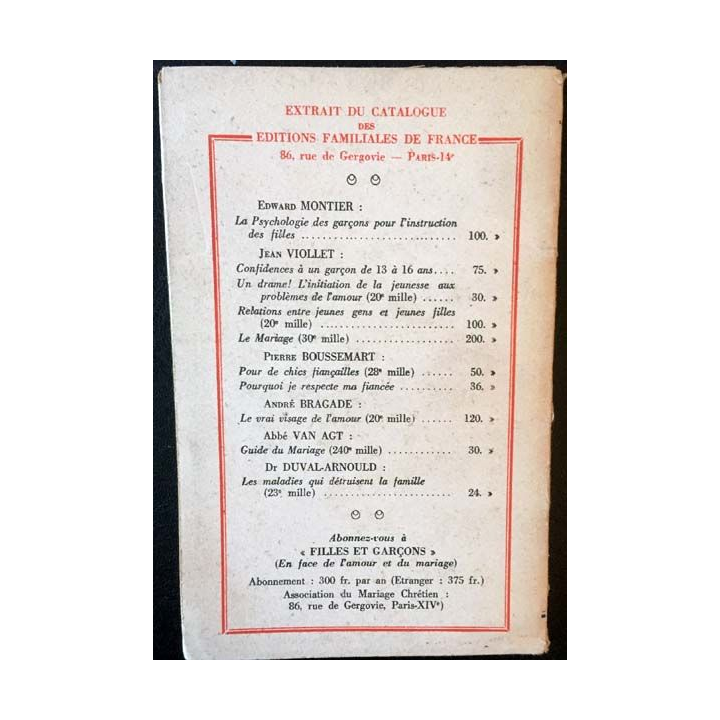 EXTRAIT DU CATALOGUE
DES
EDITIONS FAMILIALES DE FRANCE
86, rue de Gergovie — PARIS-14e
EDWARD MONTIER :
La Psychologie des garçons pour l'instruction
des filles .......................... 100. »
JEAN VIOLLET :
Confidences à un garçon de 13 à 16 ans.... 75. »
Un drame! L'initiation de la jeunesse aux
problèmes de l'amour (20e mille) ...... 30. »
Relations entre jeunes gens et jeunes filles
(20e mille) ...................... 100. »
Le Mariage (30e mille) ................ 200. »
PIERRE BOUSSEMART :
Pour de chics fiançailles (28e mille) ...... 50. »
Pourquoi je respecte ma fiancée .......... 36. »
ANDRÉ BRAGADE :
Le vrai visage de l'amour (20e mille) ...... 120. »
Abbé VAN AGT :
Guide du Mariage (240e mille) ........... 30. »
Dr DUVAL-ARNOULD :
Les maladies qui détruisent la famille
(23e mille) ...................... 24. »
Abonnez-vous à
« FILLES ET GARÇONS »
(En face de l'amour et du mariage)
Abonnement : 300 fr. par an (Etranger : 375 fr.)
Association du Mariage Chrétien :
86, rue de Gergovie, Paris-XIVe)